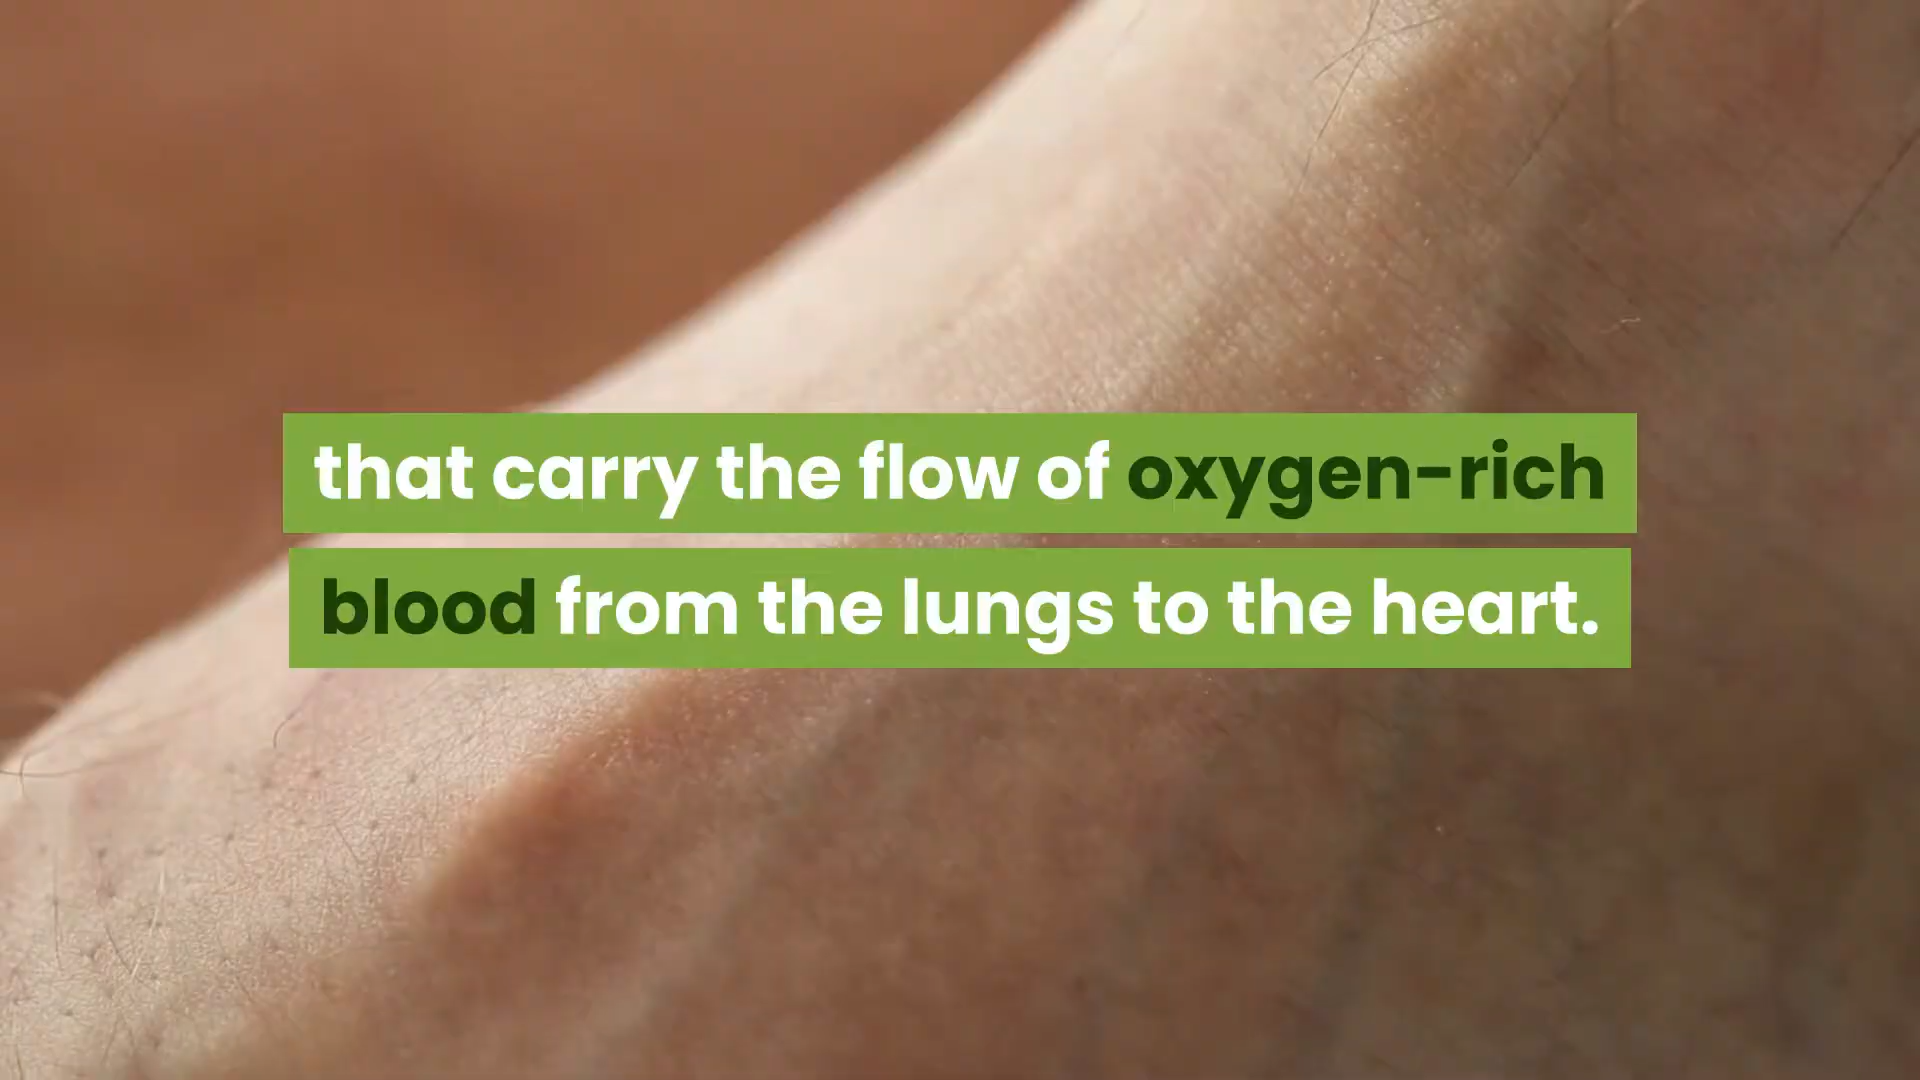 that carry the flow of oxygen-rich
blood from the lungs to the heart.